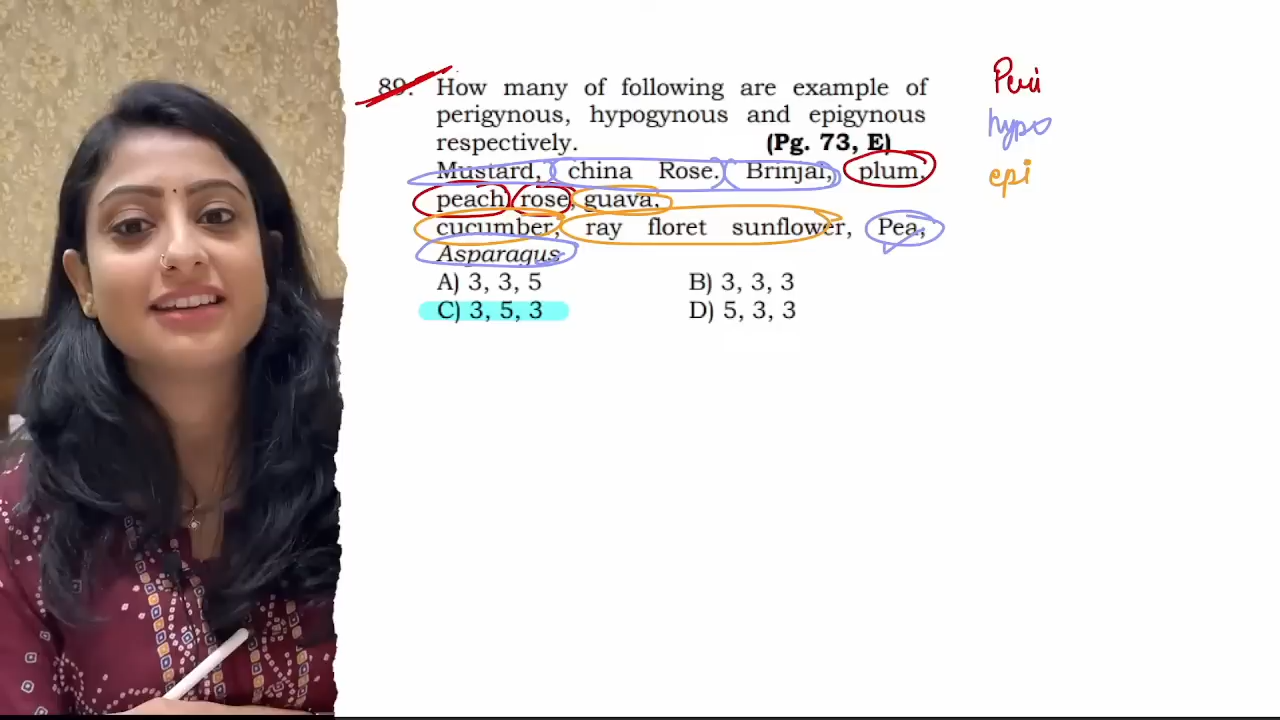 89. How many of following are example of
perigynous, hypogynous and epigynous
respectively. (Pg. 73, E)
Mustard, china Rose. Brinjal, plum,
peach, rose, guava,
cucumber, ray floret sunflower, Pea,
Asparagus
A) 3, 3, 5 B) 3, 3, 3
C) 3, 5, 3 D) 5, 3, 3
Peri
hypo
epi